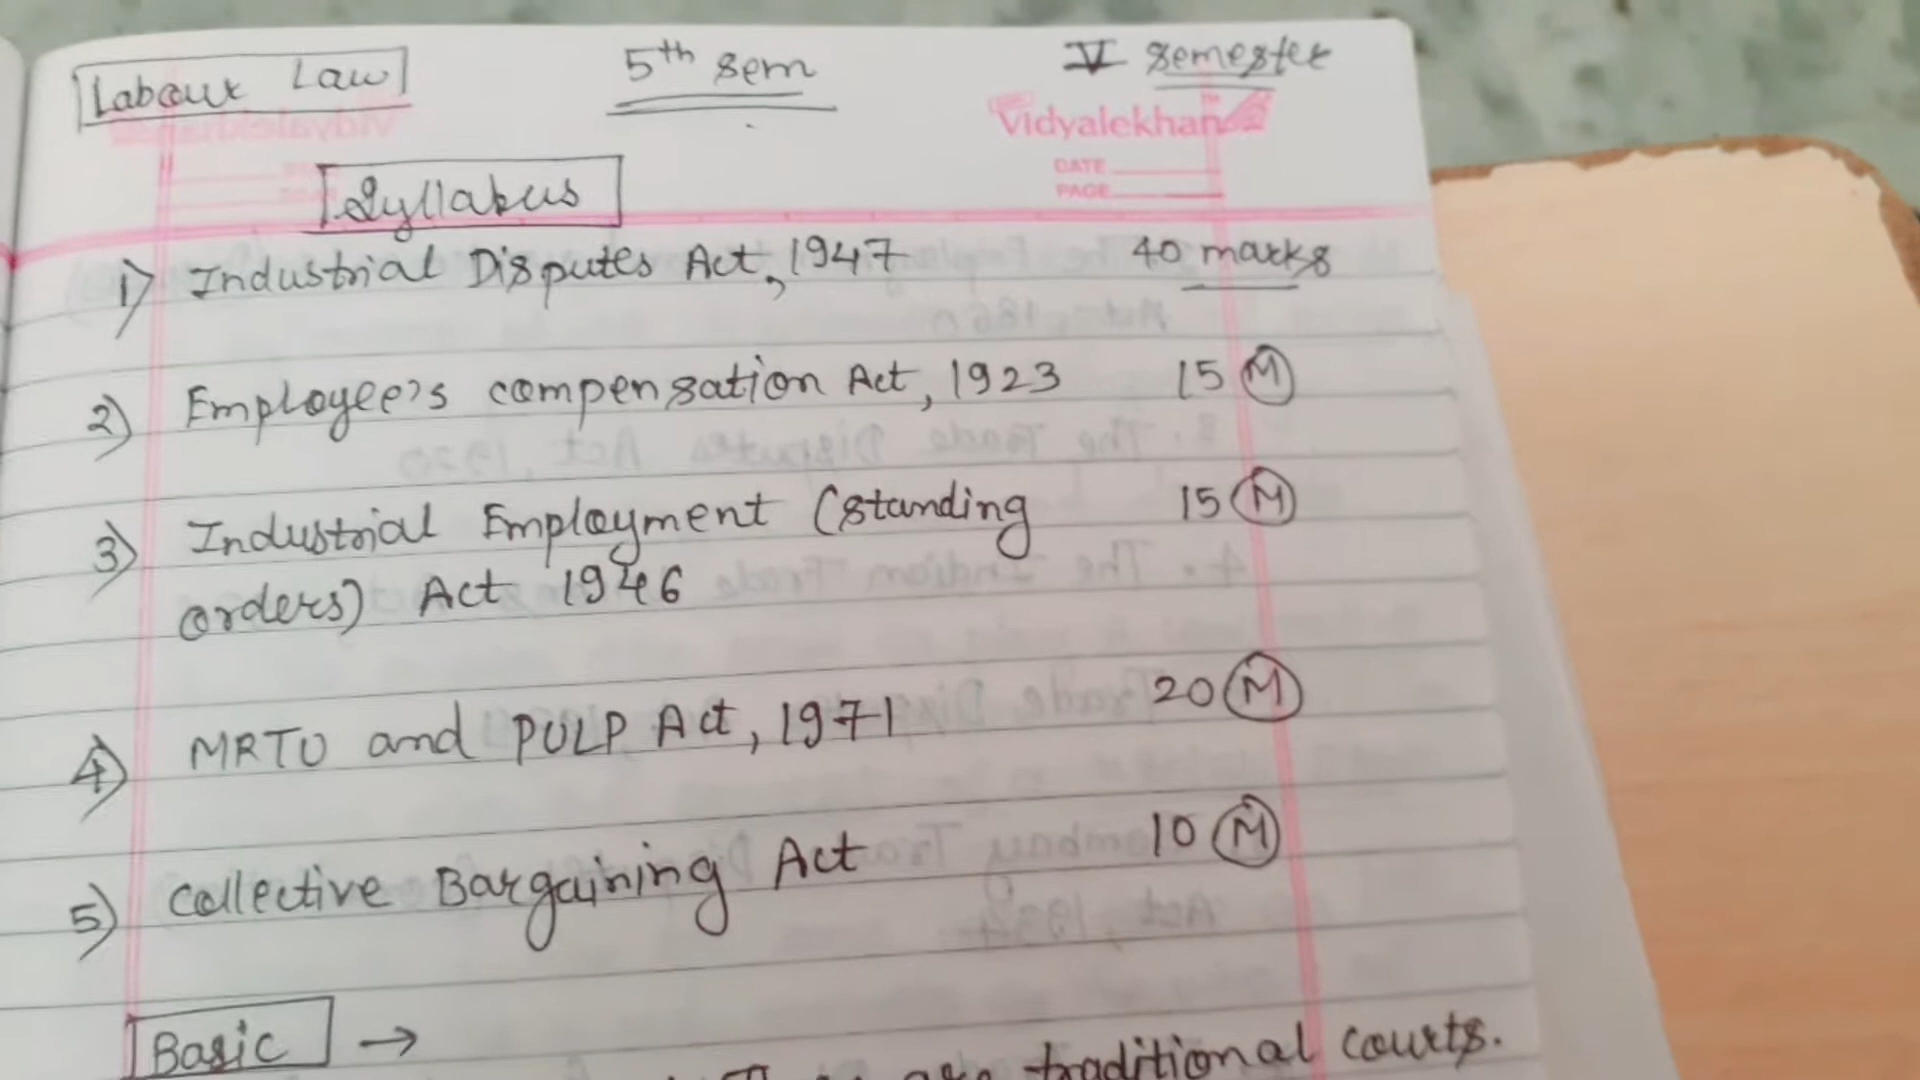 Labour Law 5th sem V semester
Vidyalekhan
DATE
PAGE
Syllabus
1) Industrial Disputes Act, 1947 40 marks
2) Employee's compensation Act, 1923 15 M
3) Industrial Employment (standing 15 M
orders) Act 1946
4) MRTU and PULP Act, 1971 20 M
5) Collective Bargaining Act 10 M
Basic →
traditional courts.